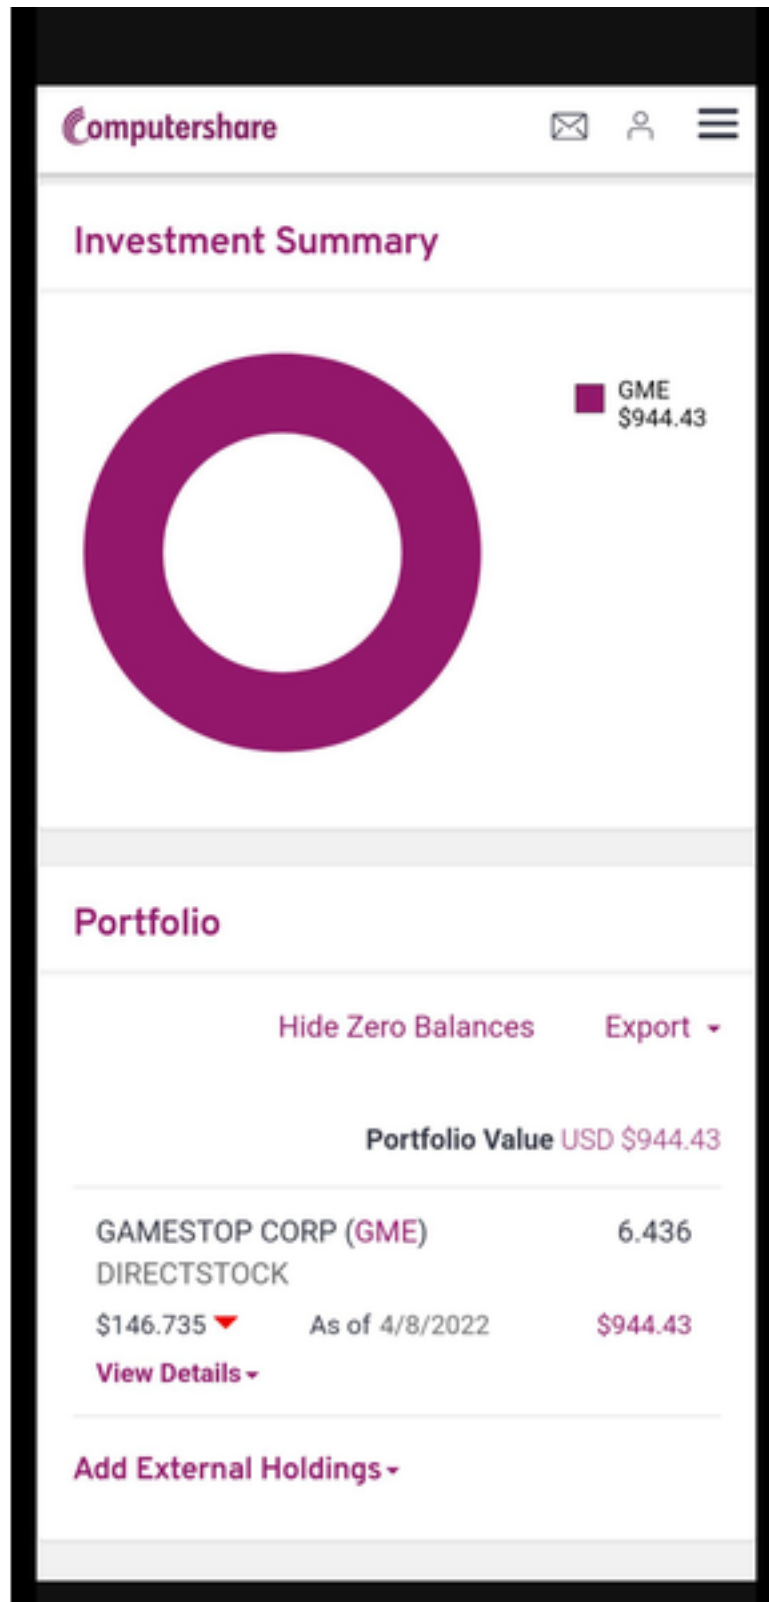 Computershare
Investment Summary
GME
$944.43
Portfolio
Hide Zero Balances Export
Portfolio Value USD $944.43
GAMESTOP CORP (GME) 6.436
DIRECTSTOCK
$146.735 As of 4/8/2022 $944.43
View Details
Add External Holdings